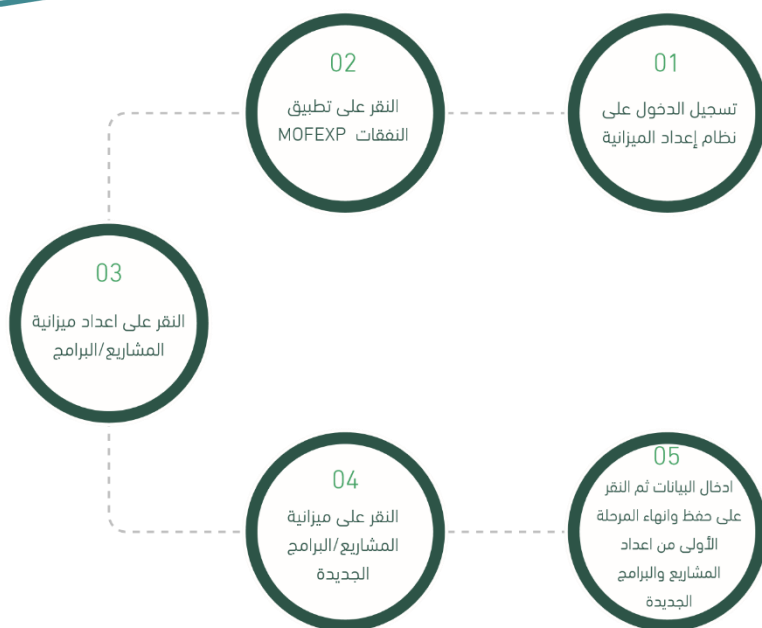 01
تسجيل الدخول على
نظام إعداد الميزانية
02
النقر على تطبيق
النفقات MOFEXP
03
النقر على اعداد ميزانية
المشاريع/البرامج
04
النقر على ميزانية
المشاريع/البرامج
الجديدة
05
ادخال البيانات ثم النقر
على حفظ وانهاء المرحلة
الأولى من اعداد
المشاريع والبرامج
الجديدة